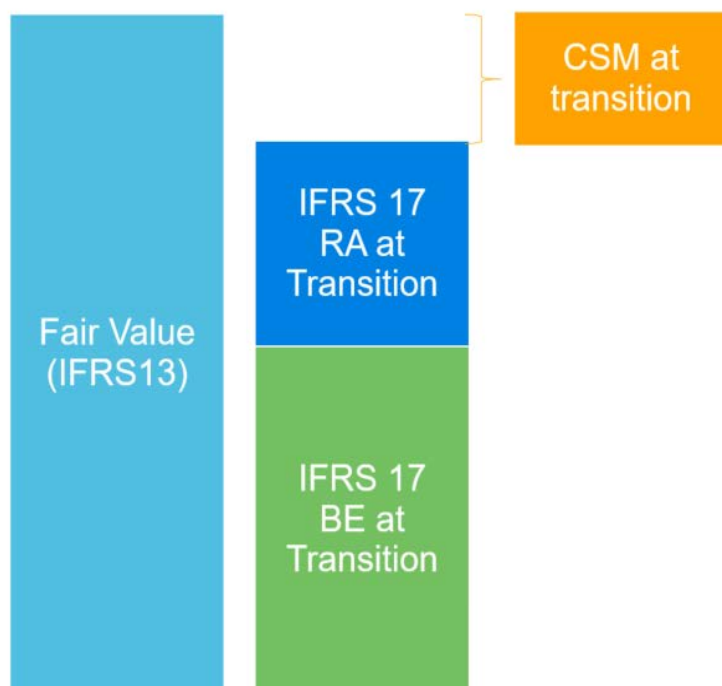 CSM at
transition
IFRS 17
RA at
Transition
Fair Value
(IFRS13)
IFRS 17
BE at
Transition